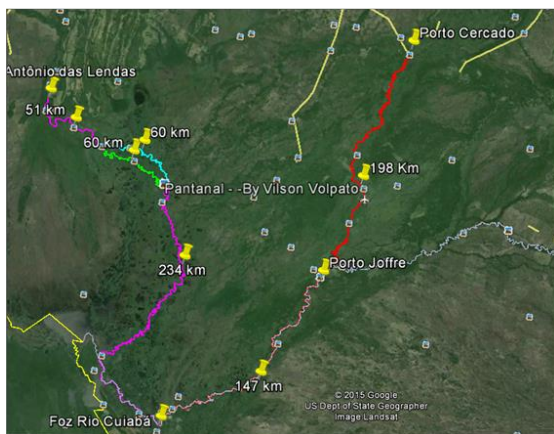 Porto Cercado
Antônio das Lendas
51 km
60 km
60 km
198 Km
Pantanal - -By Vilson Volpato
234 km
Porto Joffre
147 km
Foz Rio Cuiabá
© 2015 Google
US Dept of State Geographer
Image Landsat